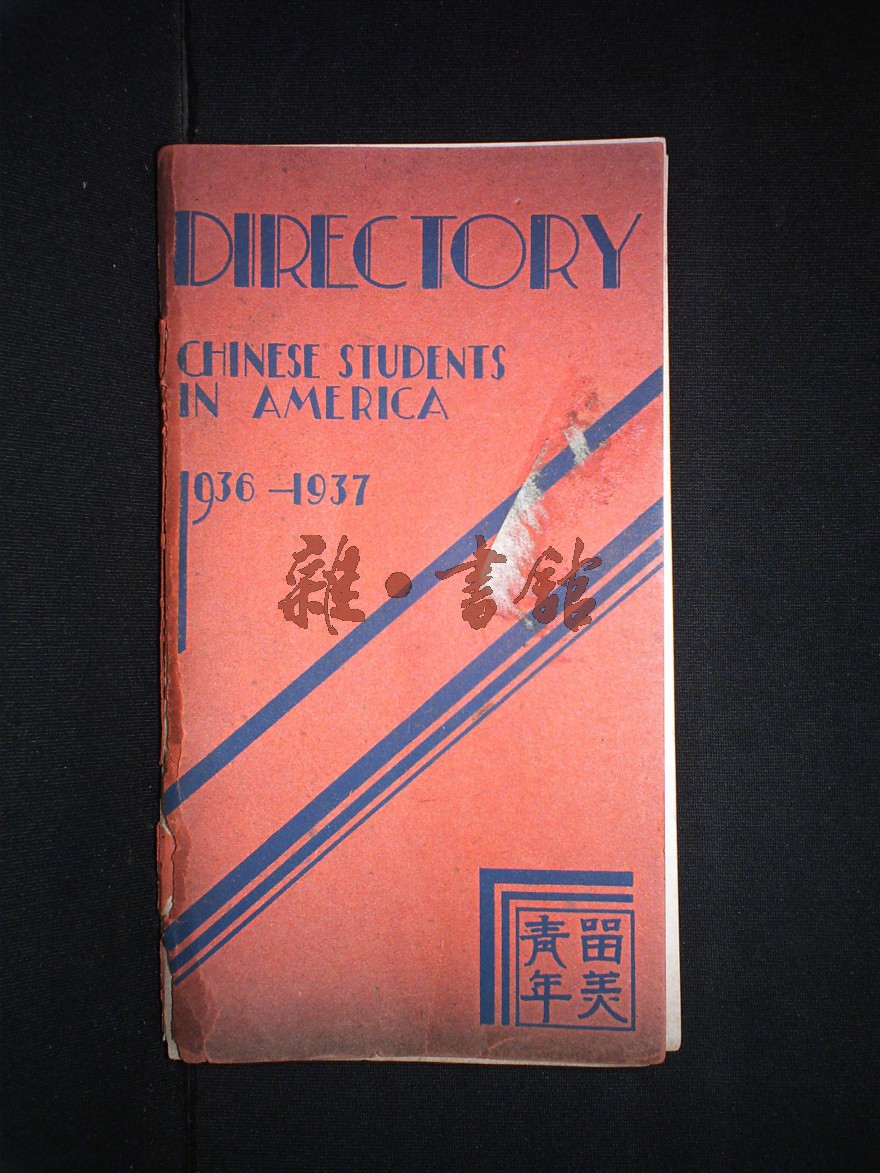 DIRECTORY
CHINESE STUDENTS
IN AMERICA
1936-1937
雜·書館
留美
青年